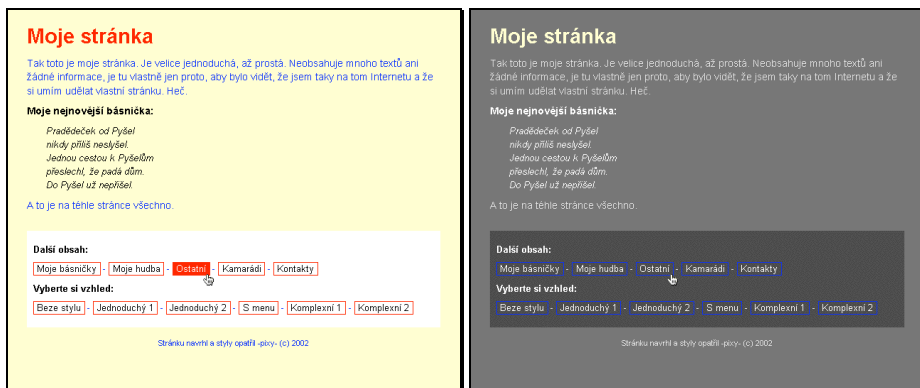 Moje stránka
Tak toto je moje stránka. Je velice jednoduchá, až prostá. Neobsahuje mnoho textů ani
žádné informace, je tu vlastně jen proto, aby bylo vidět, že jsem taky na tom Internetu a že
si umím udělat vlastní stránku. Heč.
Moje nejnovější básnička:
Pradědeček od Pyšel
nikdy příliš neslyšel.
Jednou cestou k Pyšelům
přeslechl, že padá dům.
Do Pyšel už nepřišel.
A to je na téhle stránce všechno.
Další obsah:
Moje básničky - Moje hudba - Ostatní - Kamarádi - Kontakty
Vyberte si vzhled:
Beze stylu - Jednoduchý 1 - Jednoduchý 2 - S menu - Komplexní 1 - Komplexní 2
Stránku navrhl a styly opatřil -pixy- (c) 2002
Moje stránka
Tak toto je moje stránka. Je velice jednoduchá, až prostá. Neobsahuje mnoho textů ani
žádné informace, je tu vlastně jen proto, aby bylo vidět, že jsem taky na tom Internetu a že
si umím udělat vlastní stránku. Heč.
Moje nejnovější básnička:
Pradědeček od Pyšel
nikdy příliš neslyšel.
Jednou cestou k Pyšelům
přeslechl, že padá dům.
Do Pyšel už nepřišel.
A to je na téhle stránce všechno.
Další obsah:
Moje básničky - Moje hudba - Ostatní - Kamarádi - Kontakty
Vyberte si vzhled:
Beze stylu - Jednoduchý 1 - Jednoduchý 2 - S menu - Komplexní 1 - Komplexní 2
Stránku navrhl a styly opatřil -pixy- (c) 2002